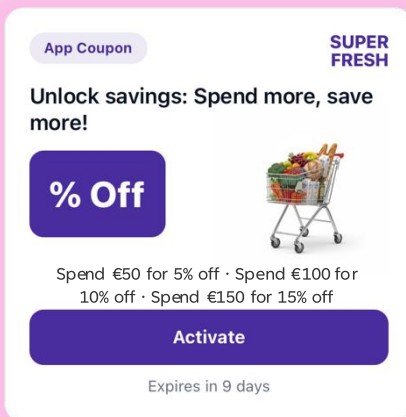 App Coupon
SUPER
FRESH
Unlock savings: Spend more, save
more!
% Off
Spend €50 for 5% off · Spend €100 for
10% off · Spend €150 for 15% off
Activate
Expires in 9 days